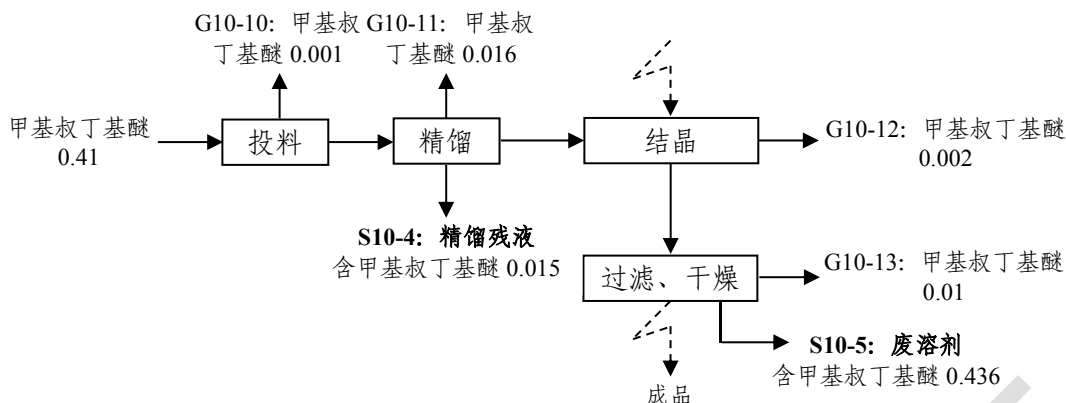 G10-10: 甲基叔
丁基醚 0.001
G10-11: 甲基叔
丁基醚 0.016
甲基叔丁基醚
0.41
投料
精馏
结晶
G10-12: 甲基叔丁基醚
0.002
S10-4: 精馏残液
含甲基叔丁基醚 0.015
过滤、干燥
G10-13: 甲基叔丁基醚
0.01
S10-5: 废溶剂
含甲基叔丁基醚 0.436
成品